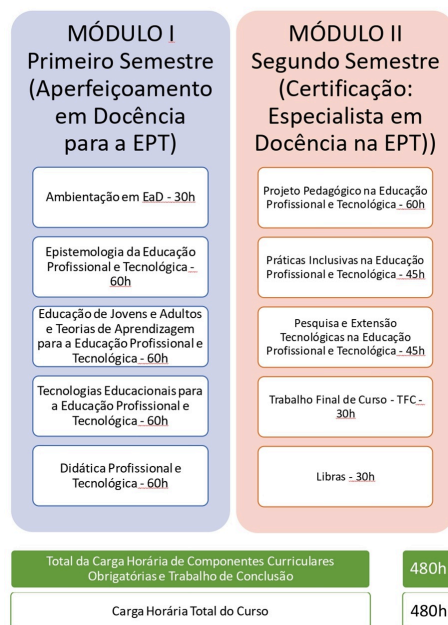 MÓDULO I
Primeiro Semestre
(Aperfeiçoamento
em Docência
para a EPT)
Ambientação em EaD - 30h
Epistemologia da Educação
Profissional e Tecnológica -
60h
Educação de Jovens e Adultos
e Teorias de Aprendizagem
para a Educação Profissional e
Tecnológica - 60h
Tecnologias Educacionais para
a Educação Profissional e
Tecnológica - 60h
Didática Profissional e
Tecnológica - 60h
MÓDULO II
Segundo Semestre
(Certificação:
Especialista em
Docência na EPT))
Projeto Pedagógico na Educação
Profissional e Tecnológica - 60h
Práticas Inclusivas na Educação
Profissional e Tecnológica - 45h
Pesquisa e Extensão
Tecnológicas na Educação
Profissional e Tecnológica - 45h
Trabalho Final de Curso - TFC -
30h
Libras - 30h
Total da Carga Horária de Componentes Curriculares
Obrigatórias e Trabalho de Conclusão
480h
Carga Horária Total do Curso
480h